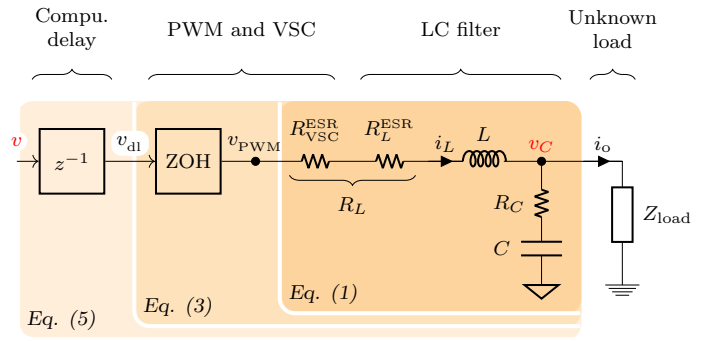 Compu.
delay
PWM and VSC
LC filter
Unknown
load
v
z⁻¹
v_dl
ZOH
v_PWM
R_VSC^ESR
R_L^ESR
i_L
L
v_C
i_o
R_L
R_C
C
Z_load
Eq. (1)
Eq. (3)
Eq. (5)